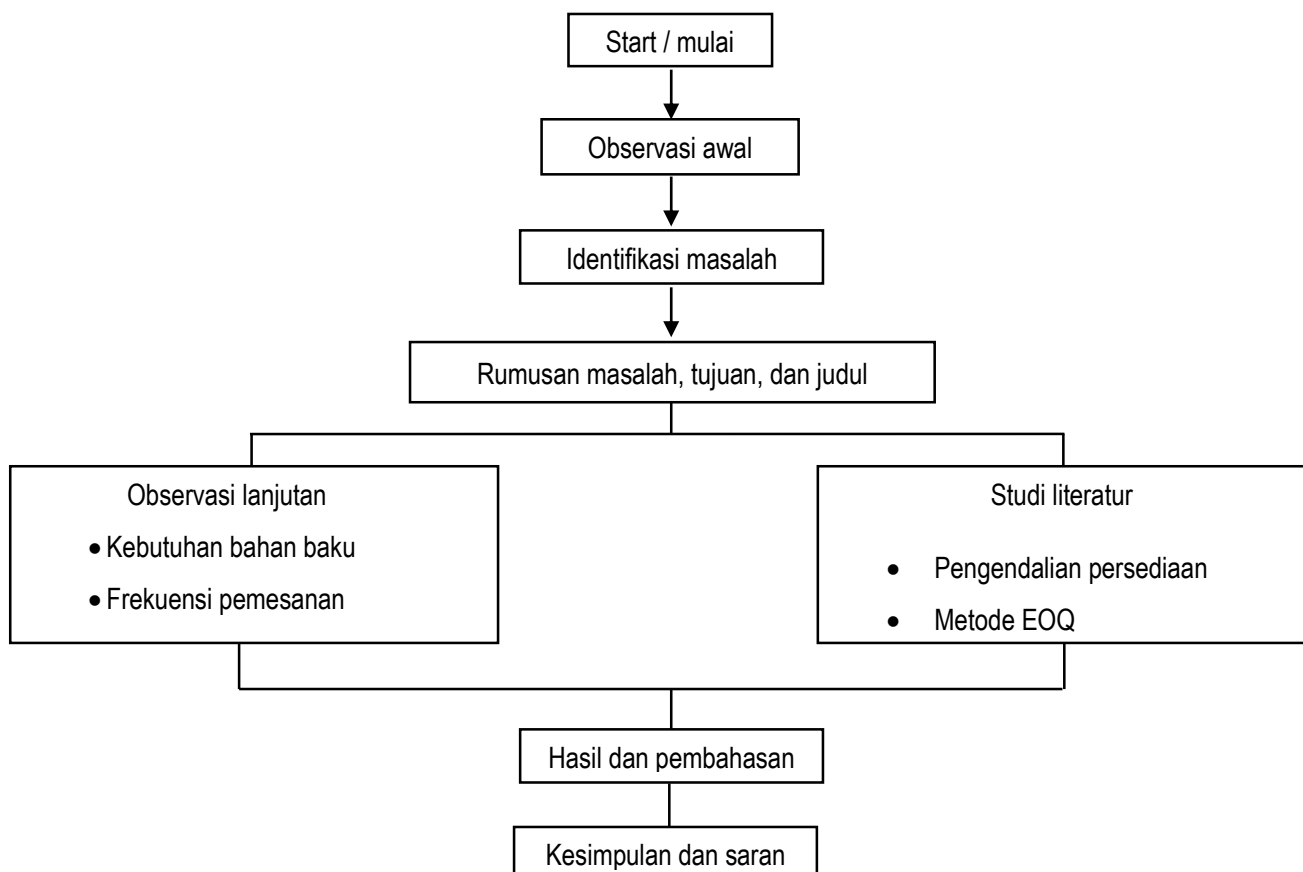 Start / mulai
Observasi awal
Identifikasi masalah
Rumusan masalah, tujuan, dan judul
Observasi lanjutan
• Kebutuhan bahan baku
• Frekuensi pemesanan
Studi literatur
• Pengendalian persediaan
• Metode EOQ
Hasil dan pembahasan
Kesimpulan dan saran